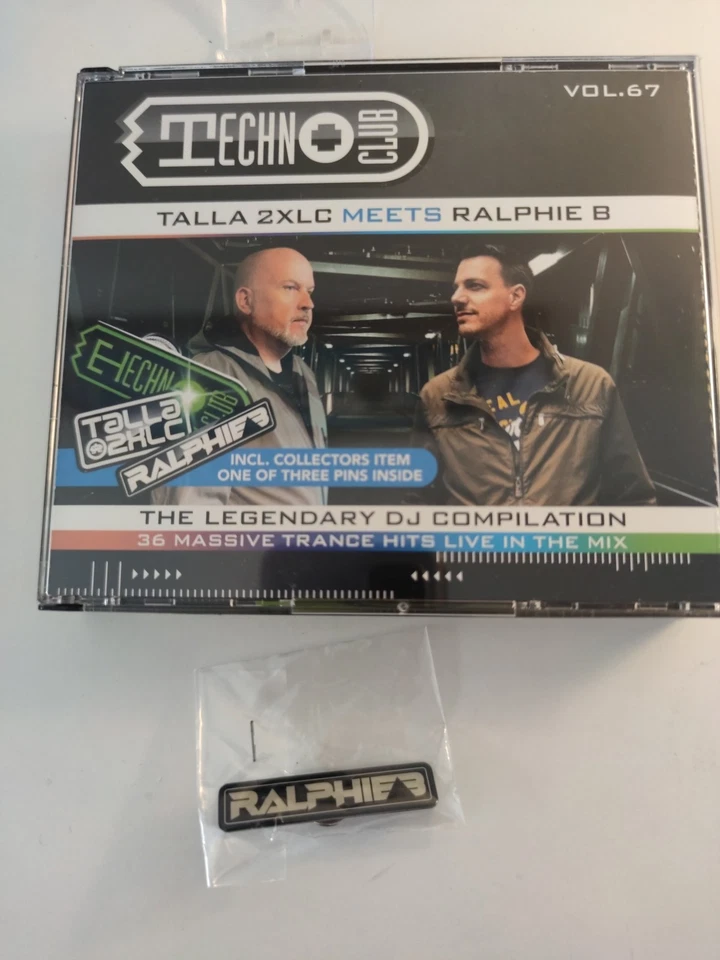 VOL.67
TECHNO CLUB
TALLA 2XLC MEETS RALPHIE B
TECHNO CLUB
TALLA 2XLC
RALPHIE B
INCL. COLLECTORS ITEM
ONE OF THREE PINS INSIDE
THE LEGENDARY DJ COMPILATION
36 MASSIVE TRANCE HITS LIVE IN THE MIX
RALPHIE B